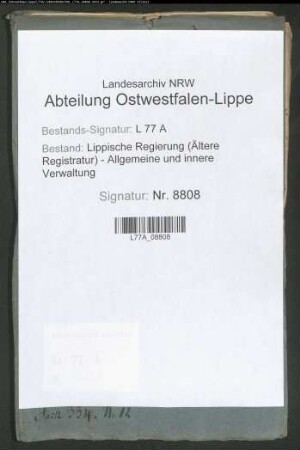 Landesarchiv NRW
Abteilung Ostwestfalen-Lippe
Bestands-Signatur: L 77 A
Bestand: Lippische Regierung (Ältere
Registratur) - Allgemeine und innere
Verwaltung
Signatur: Nr. 8808
L77A_08808